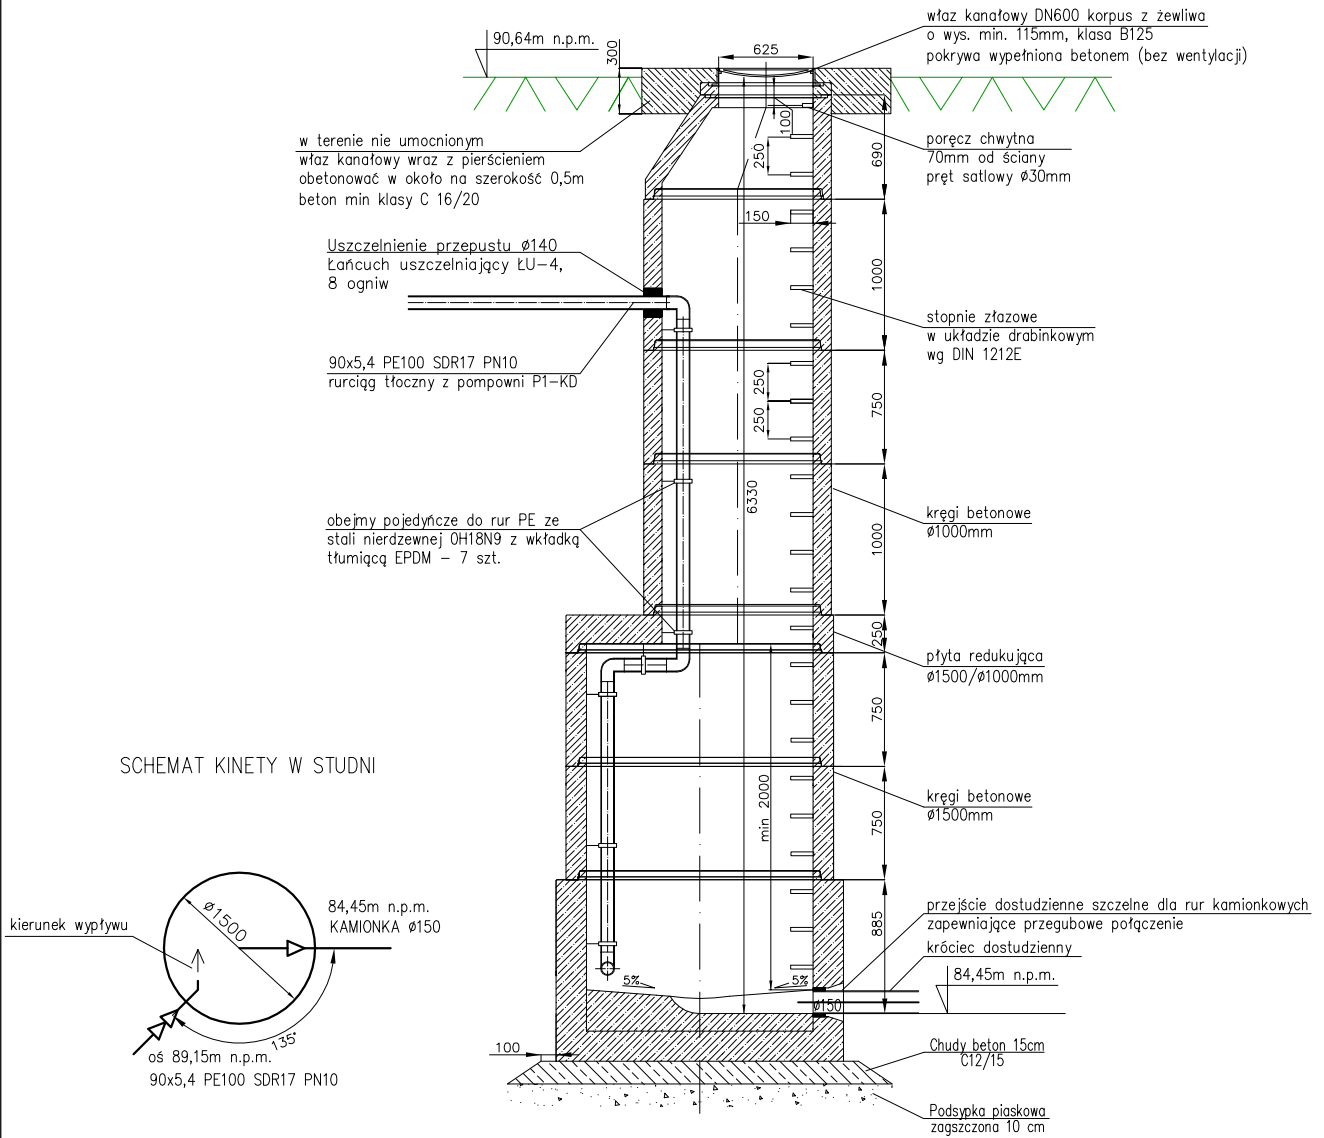 właz kanałowy DN600 korpus z żewliwa
o wys. min. 115mm, klasa B125
pokrywa wypełniona betonem (bez wentylacji)
90,64m n.p.m.
300
625
w terenie nie umocnionym
właz kanałowy wraz z pierścieniem
obetonować w około na szerokość 0,5m
beton min klasy C 16/20
100
250
690
poręcz chwytna
70mm od ściany
pręt satlowy ø30mm
150
Uszczelnienie przepustu ø140
Łańcuch uszczelniający ŁU-4,
8 ogniw
1000
stopnie złazowe
w układzie drabinkowym
wg DIN 1212E
90x5,4 PE100 SDR17 PN10
rurciąg tłoczny z pompowni P1-KD
250
250
750
6330
kręgi betonowe
ø1000mm
obejmy pojedyńcze do rur PE ze
stali nierdzewnej 0H18N9 z wkładką
tłumiącą EPDM - 7 szt.
1000
250
płyta redukująca
ø1500/ø1000mm
750
SCHEMAT KINETY W STUDNI
min 2000
kręgi betonowe
ø1500mm
750
kierunek wypływu
ø1500
84,45m n.p.m.
KAMIONKA ø150
135°
oś 89,15m n.p.m.
90x5,4 PE100 SDR17 PN10
885
przejście dostudzienne szczelne dla rur kamionkowych
zapewniające przegubowe połączenie
króciec dostudzienny
84,45m n.p.m.
5%
5%
ø150
100
Chudy beton 15cm
C12/15
Podsypka piaskowa
zagszczona 10 cm